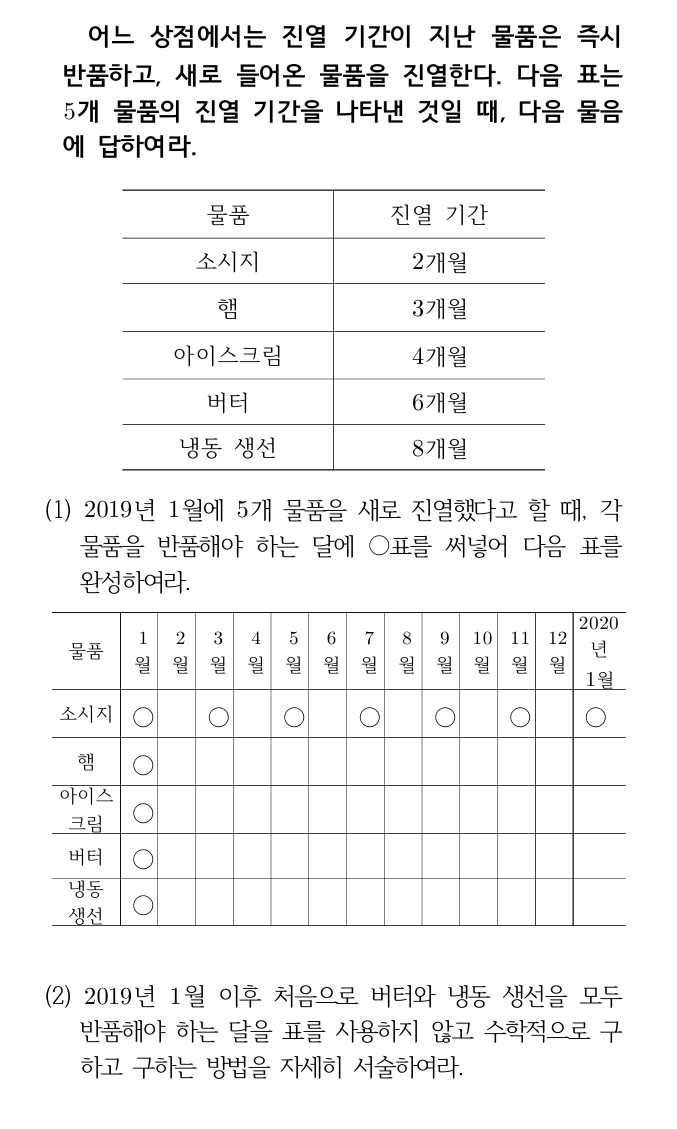 어느 상점에서는 진열 기간이 지난 물품은 즉시
반품하고, 새로 들어온 물품을 진열한다. 다음 표는
5개 물품의 진열 기간을 나타낸 것일 때, 다음 물음
에 답하여라.
물품 진열 기간
소시지 2개월
햄 3개월
아이스크림 4개월
버터 6개월
냉동 생선 8개월
(1) 2019년 1월에 5개 물품을 새로 진열했다고 할 때, 각
물품을 반품해야 하는 달에 ○표를 써넣어 다음 표를
완성하여라.
물품 1월 2월 3월 4월 5월 6월 7월 8월 9월 10월 11월 12월 2020년 1월
소시지 ○ ○ ○ ○ ○ ○ ○
햄 ○
아이스
크림 ○
버터 ○
냉동
생선 ○
(2) 2019년 1월 이후 처음으로 버터와 냉동 생선을 모두
반품해야 하는 달을 표를 사용하지 않고 수학적으로 구
하고 구하는 방법을 자세히 서술하여라.